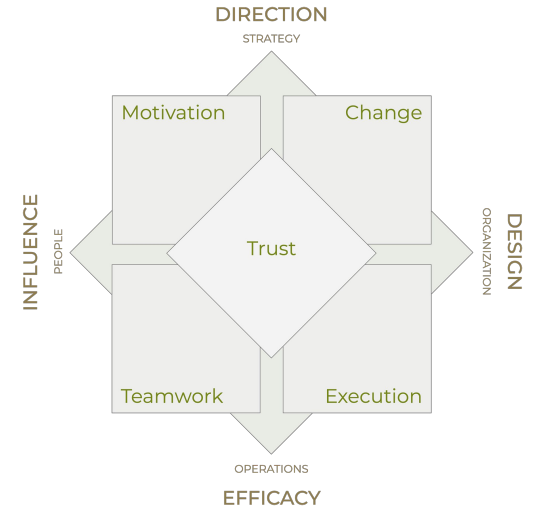 DIRECTION
STRATEGY
Motivation
Change
INFLUENCE
PEOPLE
Trust
ORGANIZATION
DESIGN
Teamwork
Execution
OPERATIONS
EFFICACY